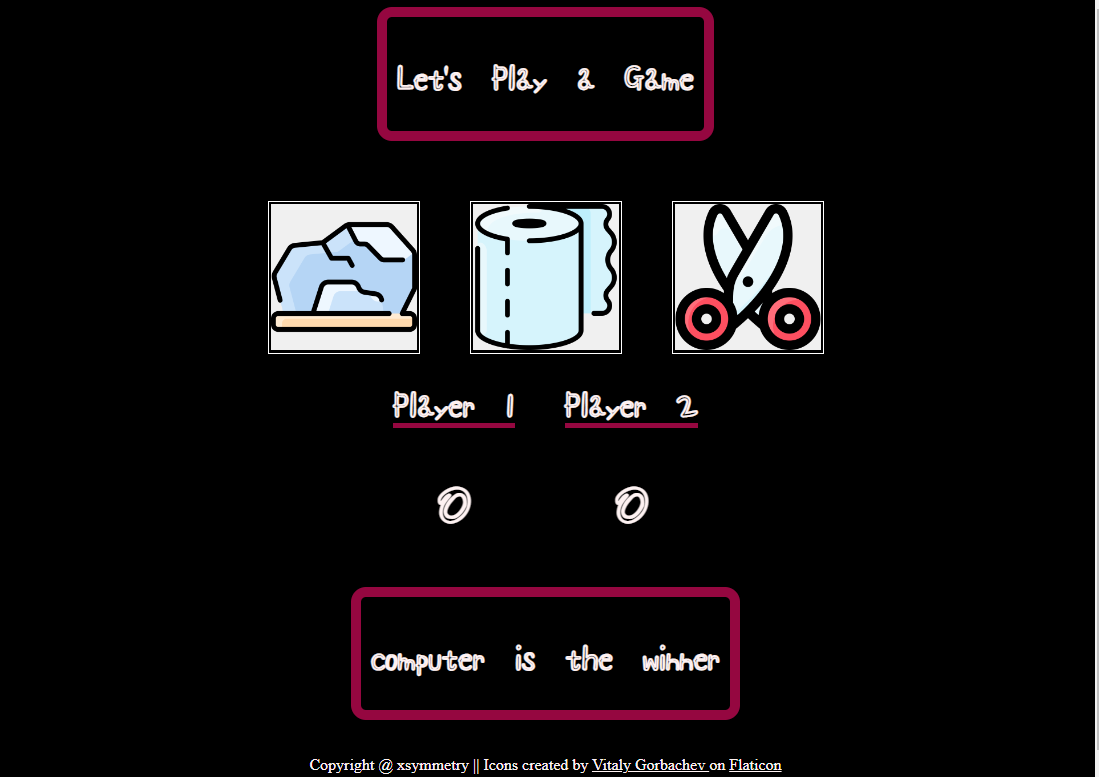 Let's Play a Game
Player 1 Player 2
0 0
computer is the winner
Copyright @ xsymmetry || Icons created by Vitaly Gorbachev on Flaticon